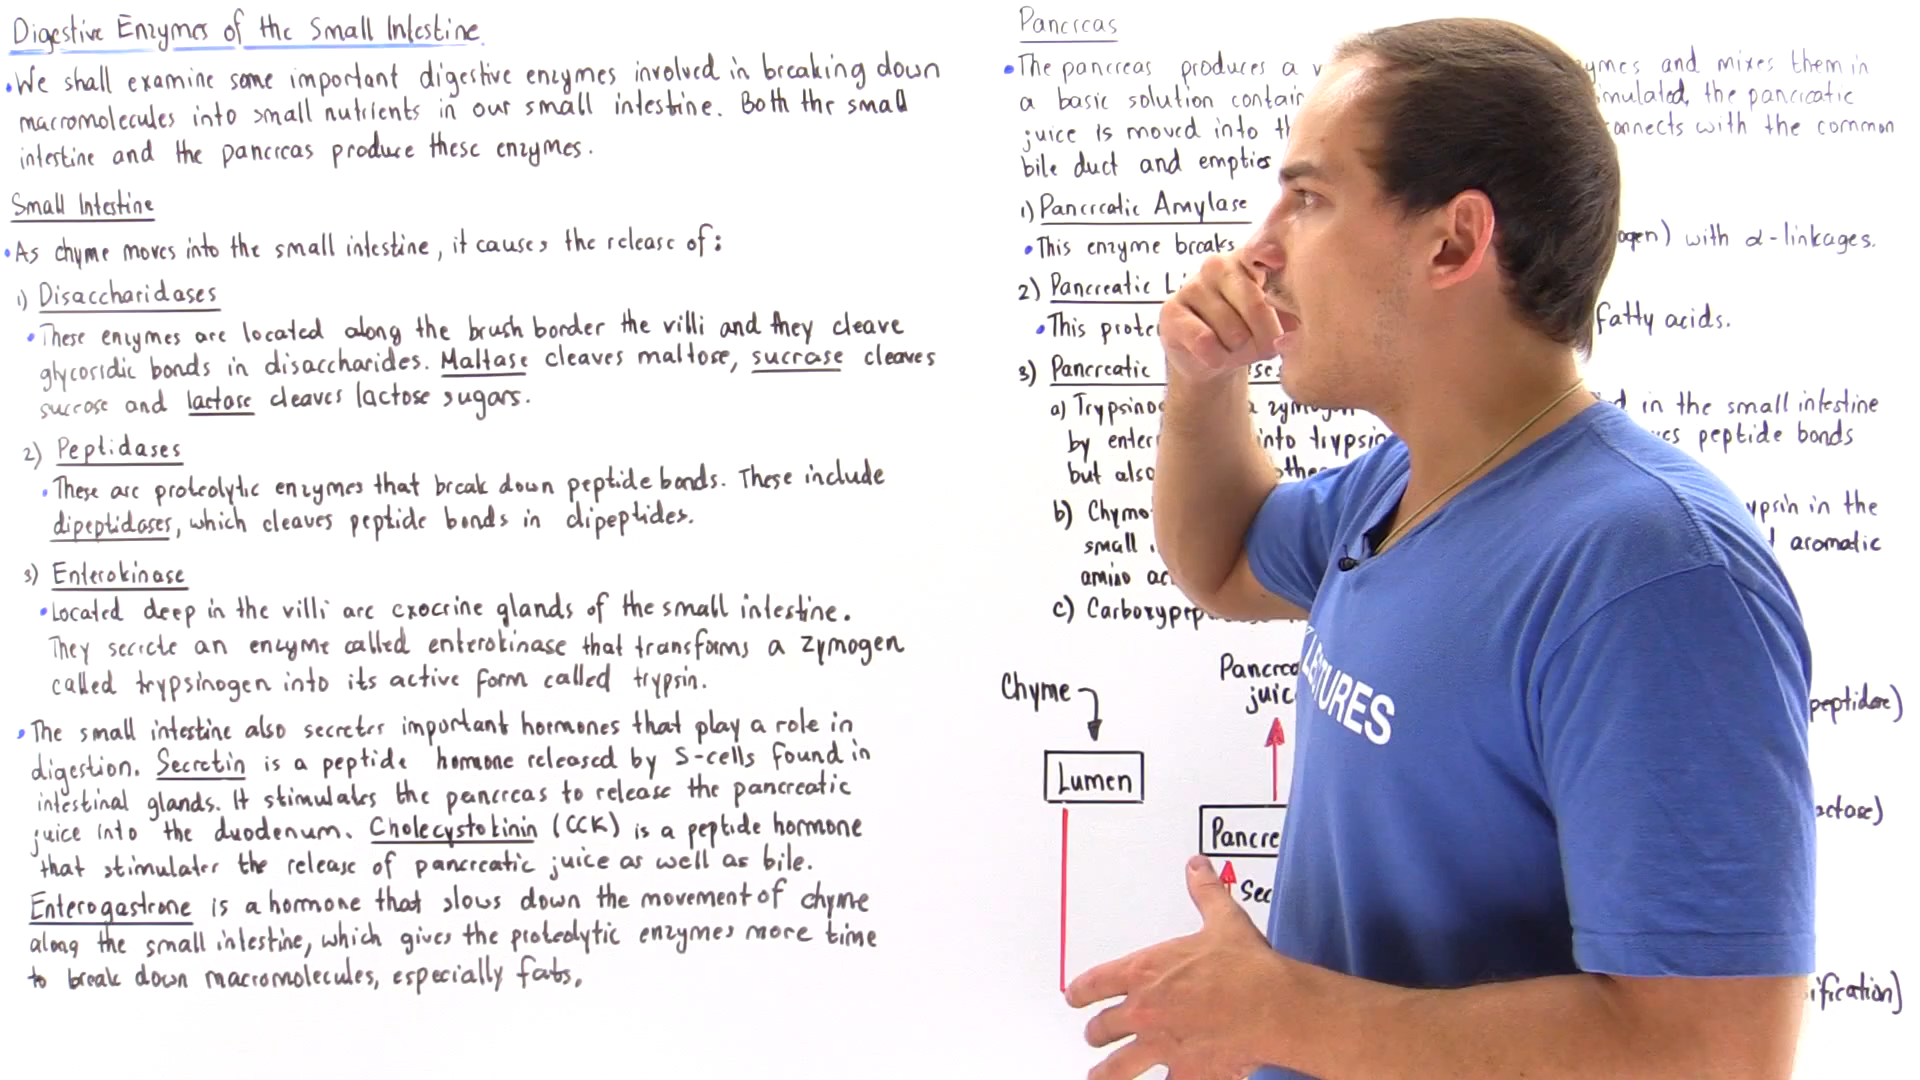 Digestive Enzymes of the Small Intestine
• We shall examine some important digestive enzymes involved in breaking down
macromolecules into small nutrients in our small intestine. Both the small
intestine and the pancreas produce these enzymes.
Small Intestine
• As chyme moves into the small intestine, it causes the release of:
1) Disaccharidases
• These enzymes are located along the brush border the villi and they cleave
glycosidic bonds in disaccharides. Maltase cleaves maltose, sucrase cleaves
sucrose and lactase cleaves lactose sugars.
2) Peptidases
• These are proteolytic enzymes that break down peptide bonds. These include
dipeptidases, which cleaves peptide bonds in dipeptides.
3) Enterokinase
• Located deep in the villi are exocrine glands of the small intestine.
They secrete an enzyme called enterokinase that transforms a zymogen
called trypsinogen into its active form called trypsin.
• The small intestine also secretes important hormones that play a role in
digestion. Secretin is a peptide homone released by S-cells found in
intestinal glands. It stimulates the pancreas to release the pancreatic
juice into the duodenum. Cholecystokinin (CCK) is a peptide hormone
that stimulates the release of pancreatic juice as well as bile.
Enterogastrone is a hormone that slows down the movement of chyme
along the small intestine, which gives the proteolytic enzymes more time
to break down macromolecules, especially fats.
Pancreas
• The pancreas produces a ymes and mixes them in
a basic solution contain imulated, the pancreatic
juice is moved into th onnects with the common
bile duct and empties
1) Pancreatic Amylase
• This enzyme breaks ogen) with α-linkages.
2) Pancreatic Li
• This prote fatty acids.
3) Pancreatic ses
a) Trypsino a zymogen d in the small intestine
by enter into trypsin es peptide bonds
but also othe
b) Chymo ypsin in the
small aromatic
amino ac
c) Carboxypep
Chyme
Lumen
Pancrea
juic
Pancre
Sec
LECTURES
peptidase)
actose)
sification)